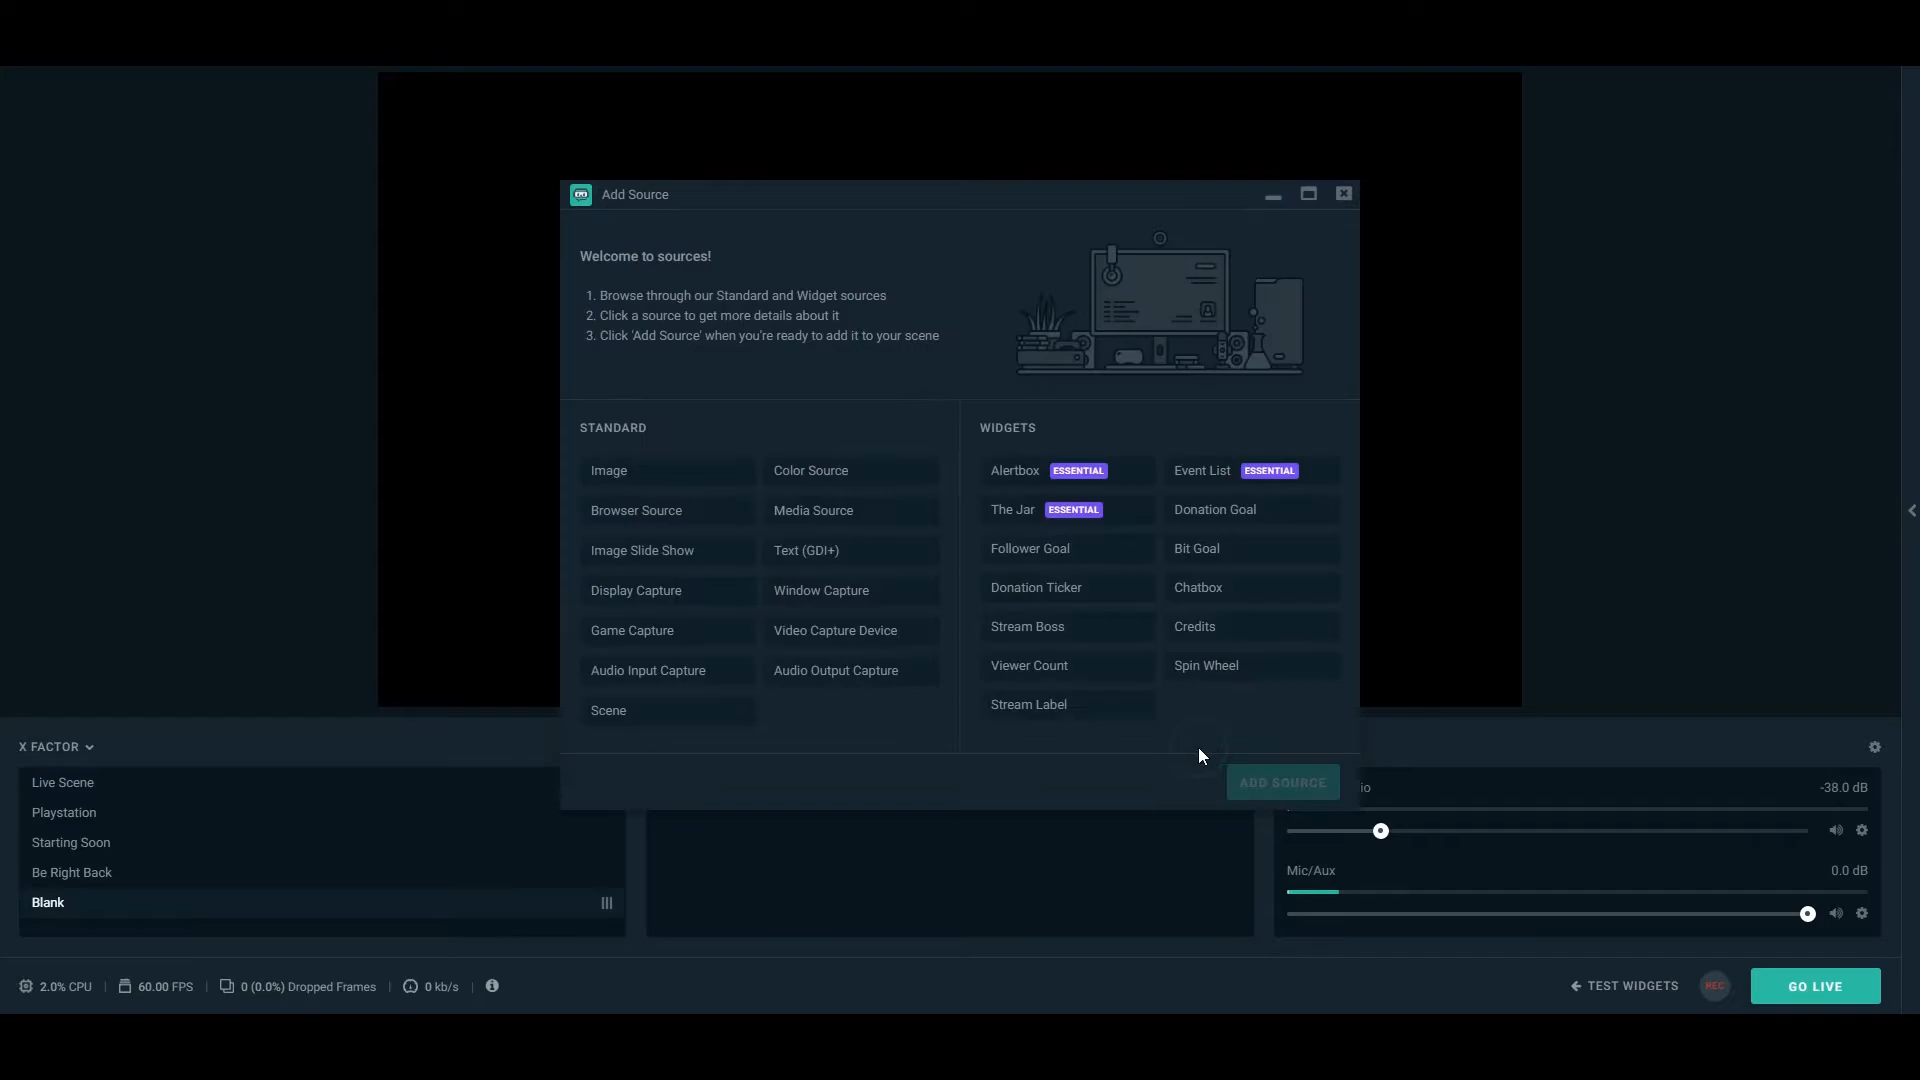 Add Source
Welcome to sources!
1. Browse through our Standard and Widget sources
2. Click a source to get more details about it
3. Click 'Add Source' when you're ready to add it to your scene
STANDARD
Image
Color Source
Browser Source
Media Source
Image Slide Show
Text (GDI+)
Display Capture
Window Capture
Game Capture
Video Capture Device
Audio Input Capture
Audio Output Capture
Scene
WIDGETS
Alertbox ESSENTIAL
Event List ESSENTIAL
The Jar ESSENTIAL
Donation Goal
Follower Goal
Bit Goal
Donation Ticker
Chatbox
Stream Boss
Credits
Viewer Count
Spin Wheel
Stream Label
ADD SOURCE
X FACTOR
Live Scene
Playstation
Starting Soon
Be Right Back
Blank
io -38.0 dB
Mic/Aux 0.0 dB
2.0% CPU 60.00 FPS 0 (0.0%) Dropped Frames 0 kb/s
TEST WIDGETS REC GO LIVE